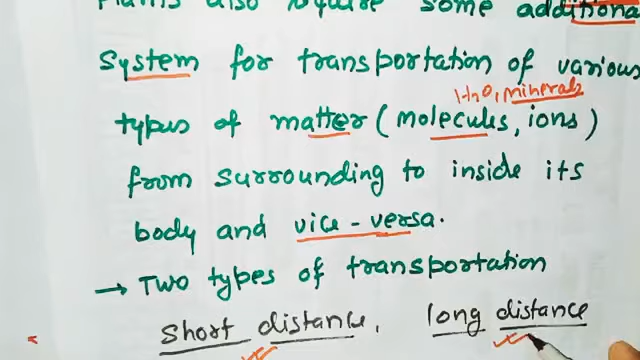 Plants also require some additiona
System for transportation of various
H2O, minerals
types of matter (molecules, ions)
from surrounding to inside its
body and vice-versa.
→ Two types of transportation
Short distance, long distance